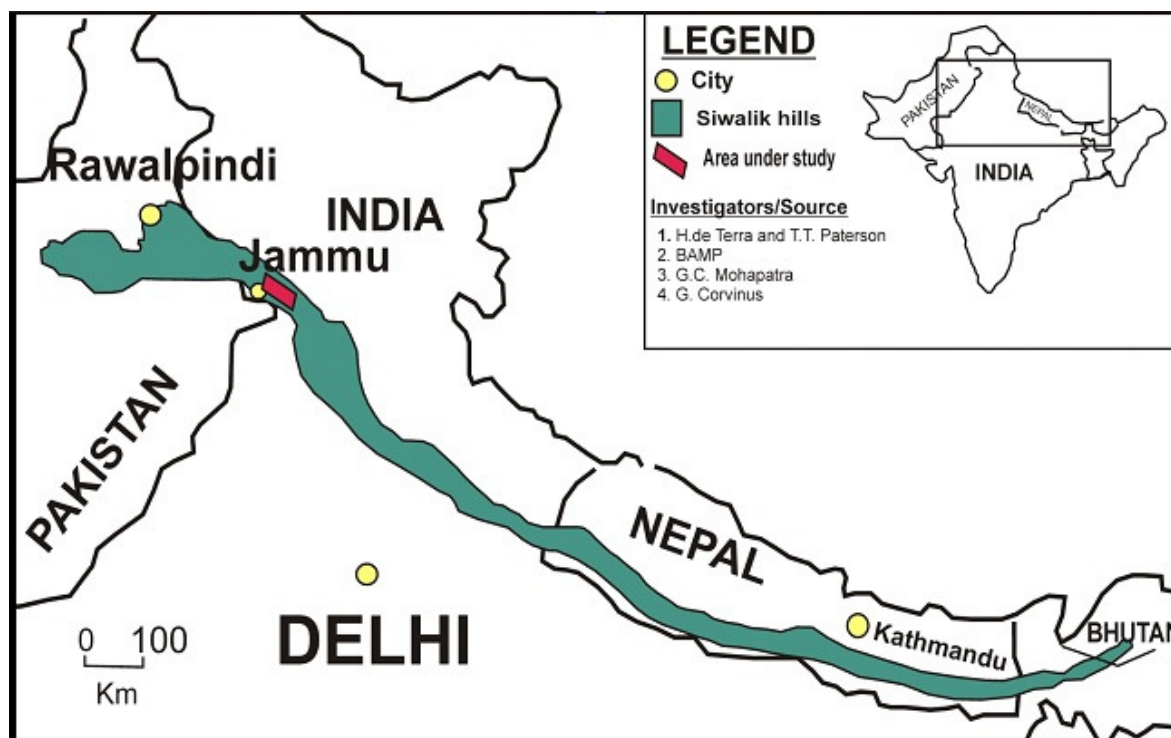 LEGEND
City
Siwalik hills
Area under study
Investigators/Source
1. H.de Terra and T.T. Paterson
2. BAMP
3. G.C. Mohapatra
4. G. Corvinus
PAKISTAN
NEPAL
INDIA
Rawalpindi
INDIA
Jammu
PAKISTAN
NEPAL
DELHI
Kathmandu
BHUTAN
0 100
Km